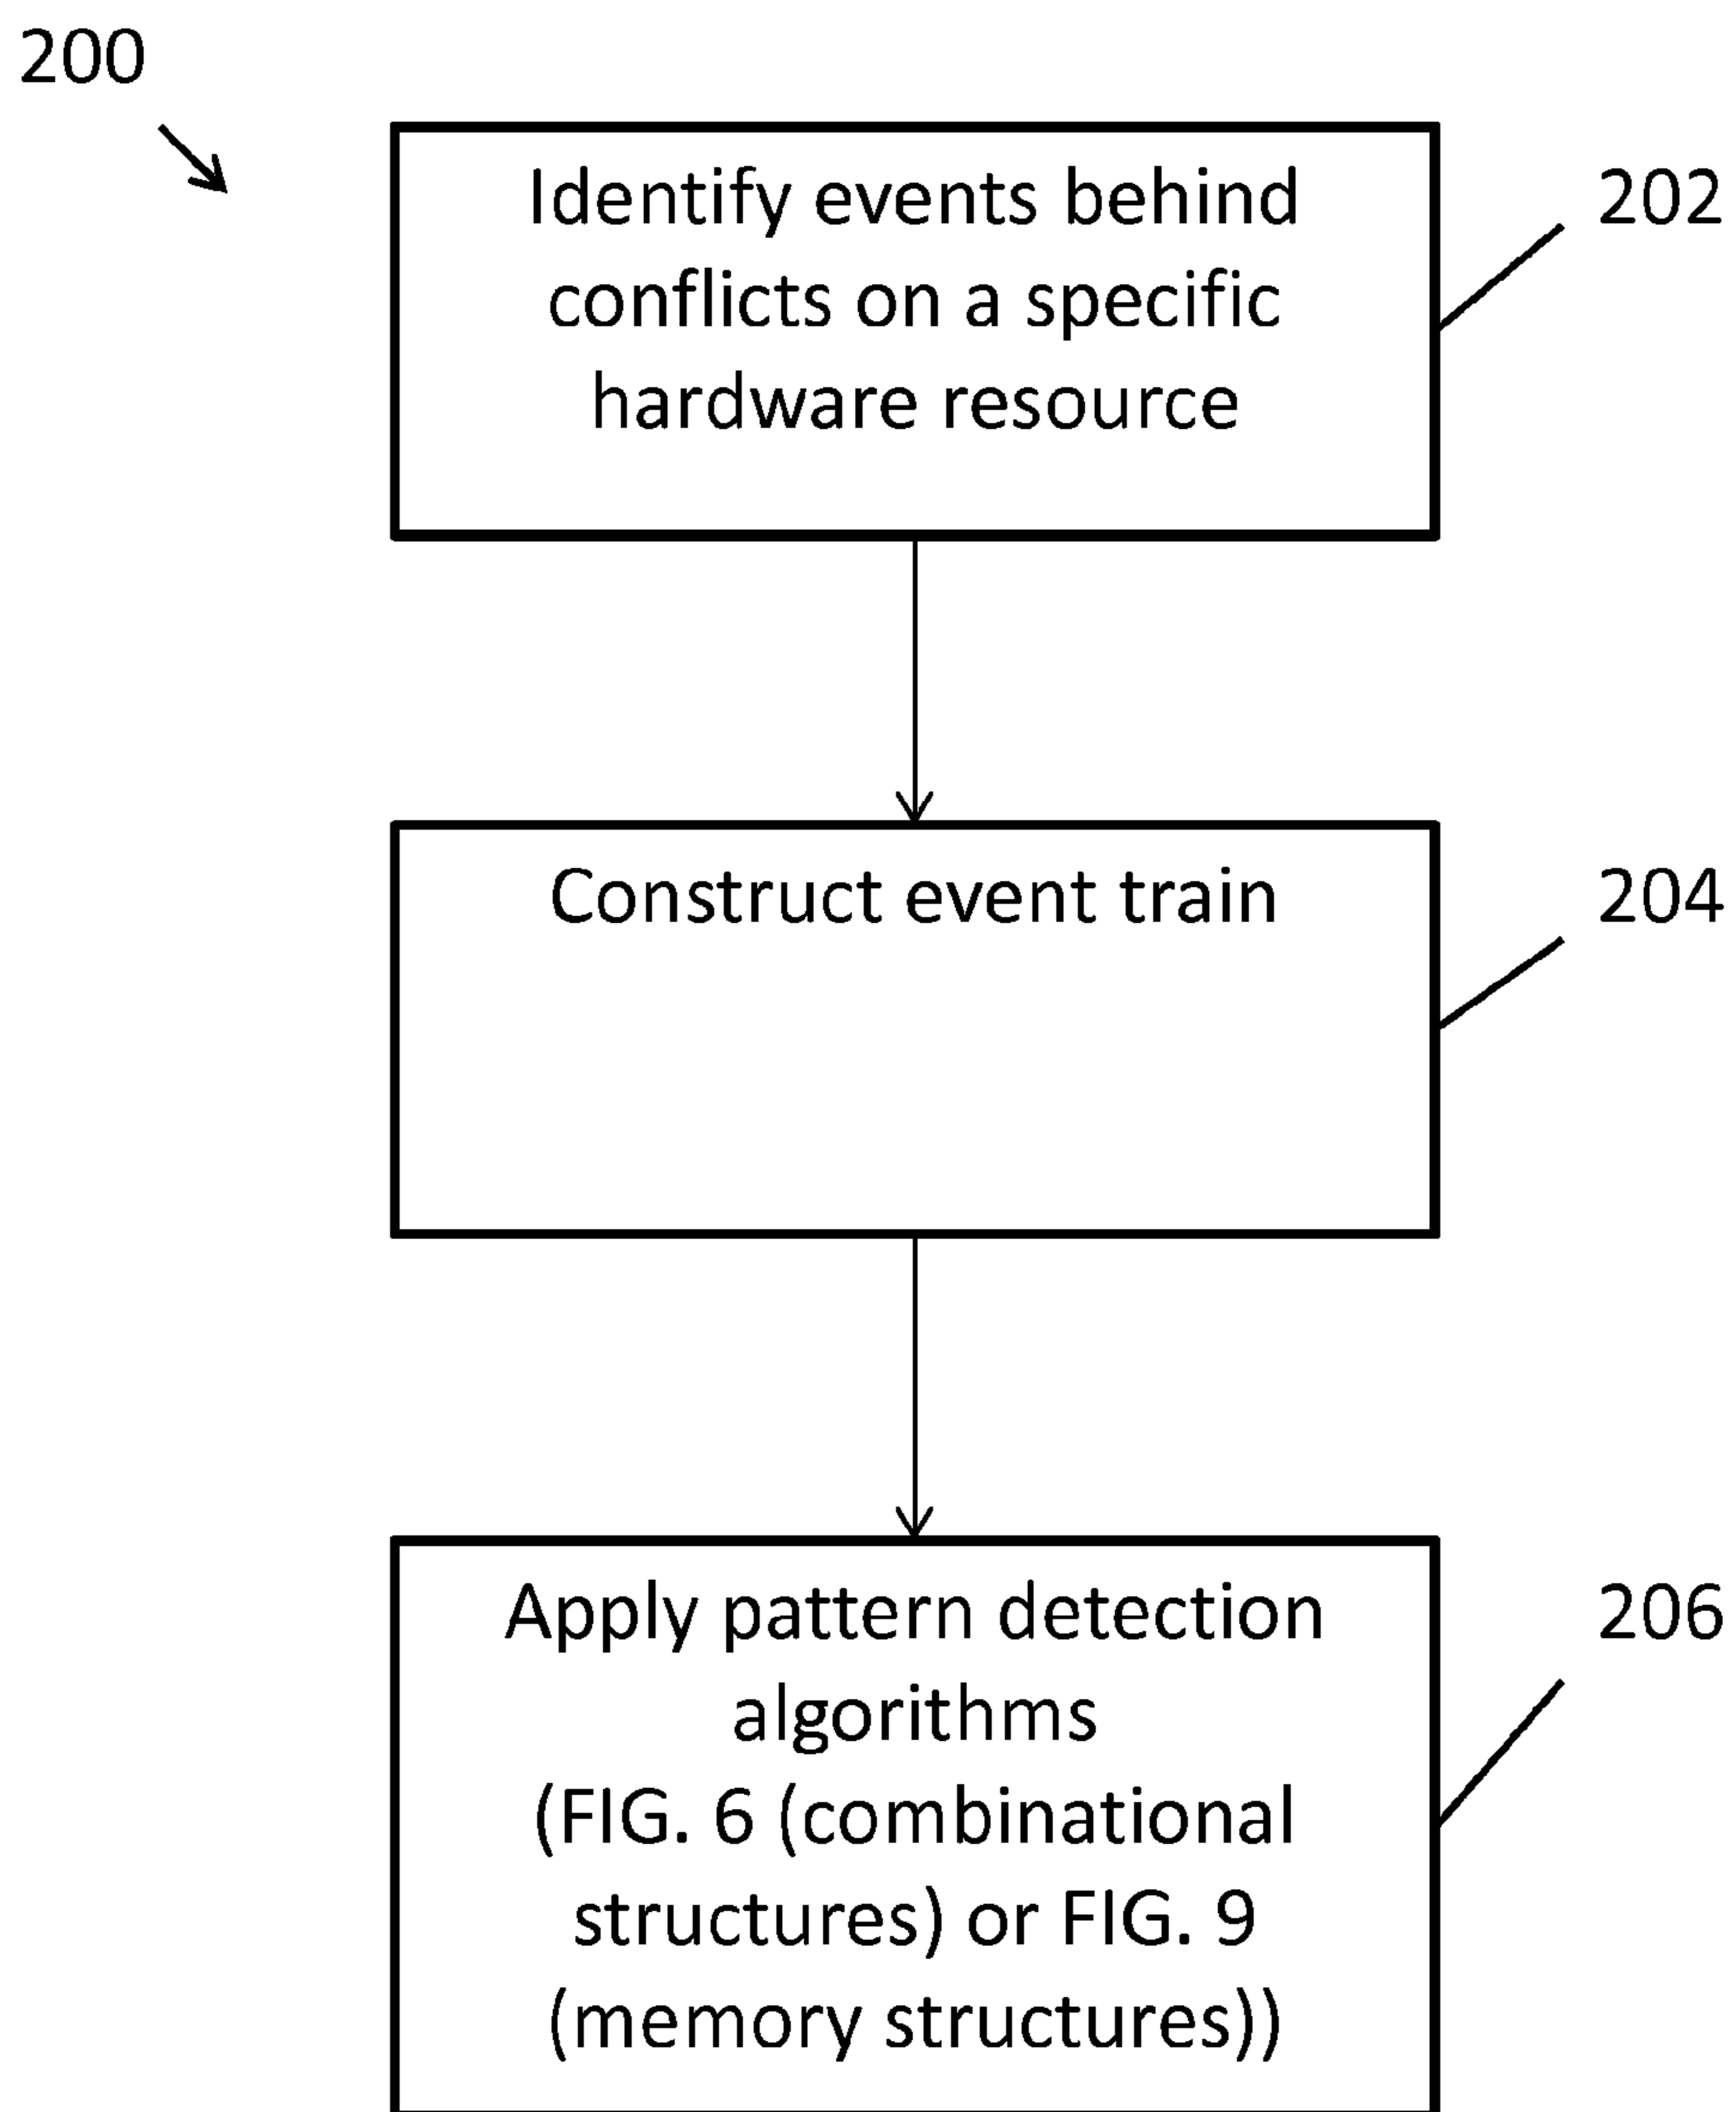 200
Identify events behind
conflicts on a specific
hardware resource
202
Construct event train
204
Apply pattern detection
algorithms
(FIG. 6 (combinational
structures) or FIG. 9
(memory structures))
206